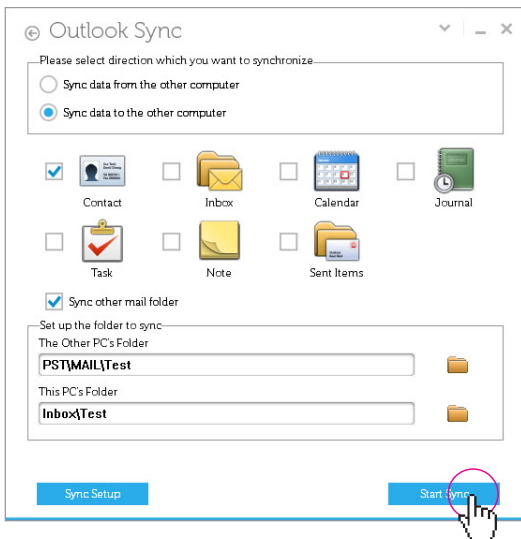 Outlook Sync
Please select direction which you want to synchronize
Sync data from the other computer
Sync data to the other computer
Contact Inbox Calendar Journal
Task Note Sent Items
Sync other mail folder
Set up the folder to sync
The Other PC's Folder
PST\MAIL\Test
This PC's Folder
Inbox\Test
Sync Setup Start Sync